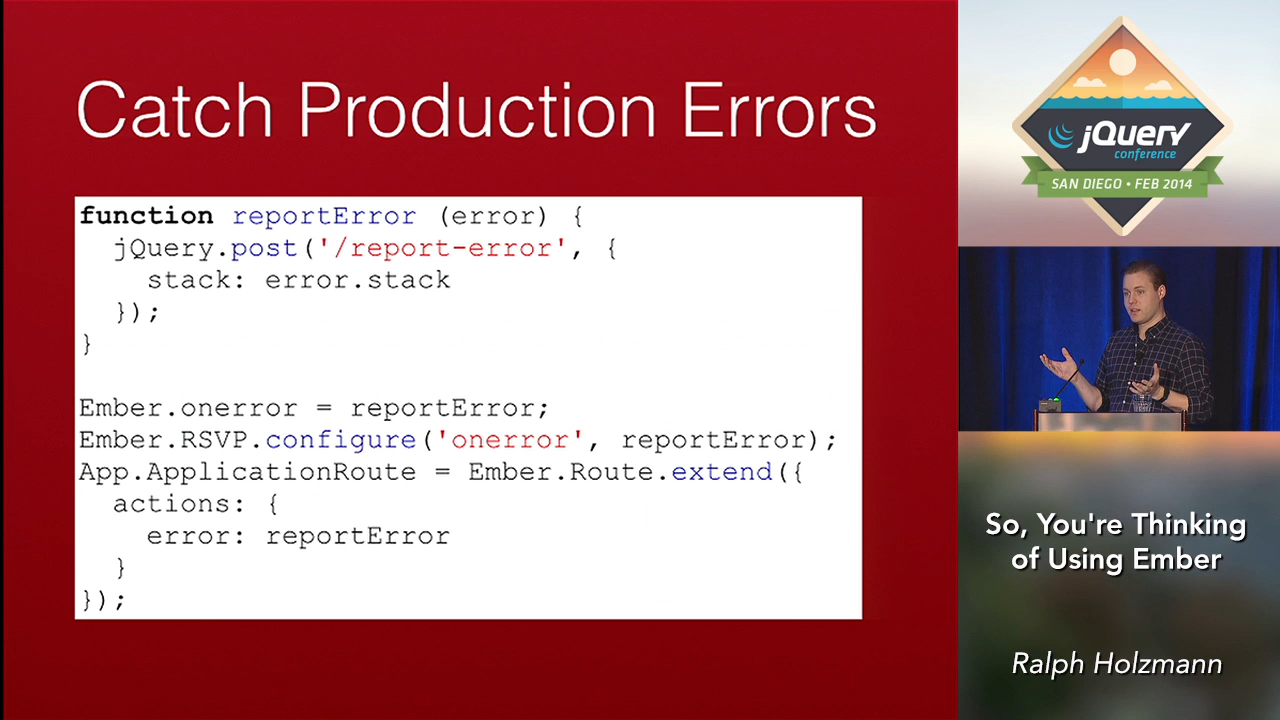 Catch Production Errors
function reportError (error) {
  jQuery.post('/report-error', {
    stack: error.stack
  });
}
Ember.onerror = reportError;
Ember.RSVP.configure('onerror', reportError);
App.ApplicationRoute = Ember.Route.extend({
  actions: {
    error: reportError
  }
});
jQuery
conference
SAN DIEGO • FEB 2014
So, You're Thinking
of Using Ember
Ralph Holzmann